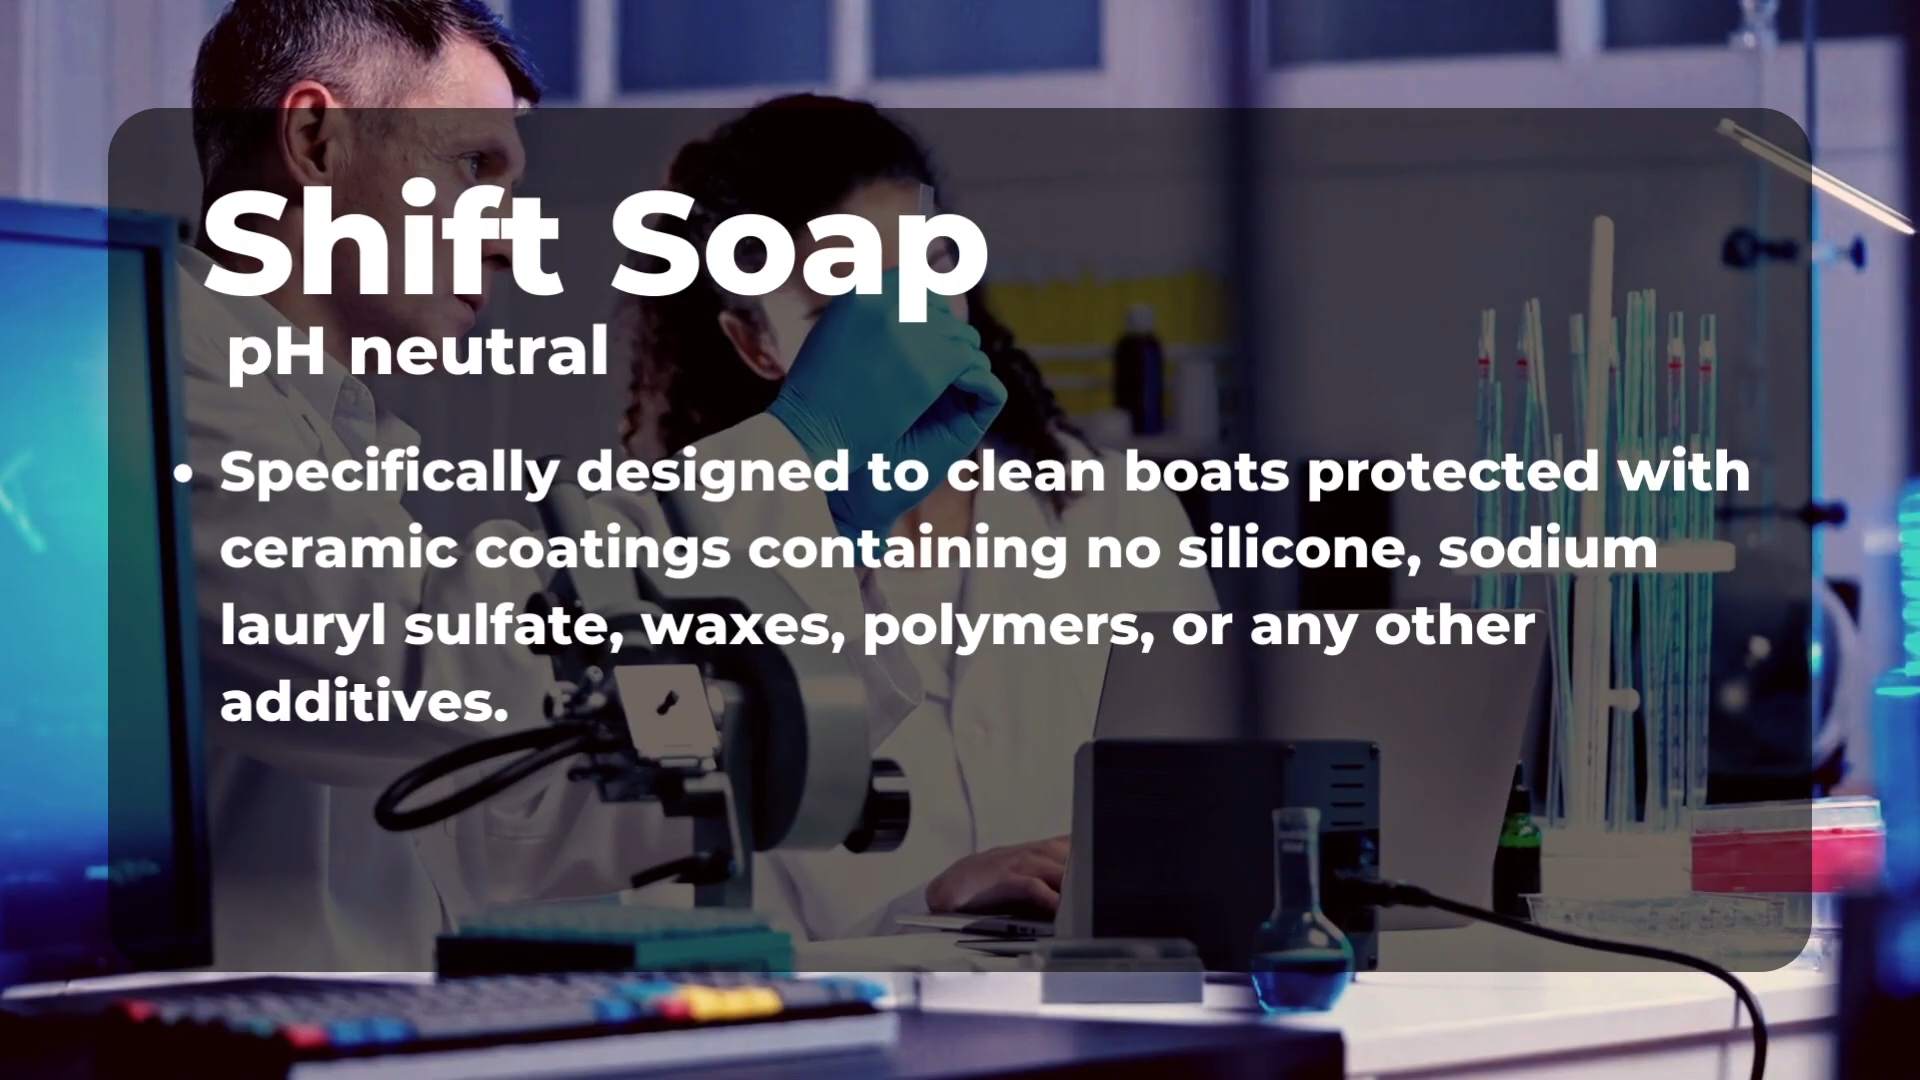 Shift Soap
pH neutral
• Specifically designed to clean boats protected with
ceramic coatings containing no silicone, sodium
lauryl sulfate, waxes, polymers, or any other
additives.